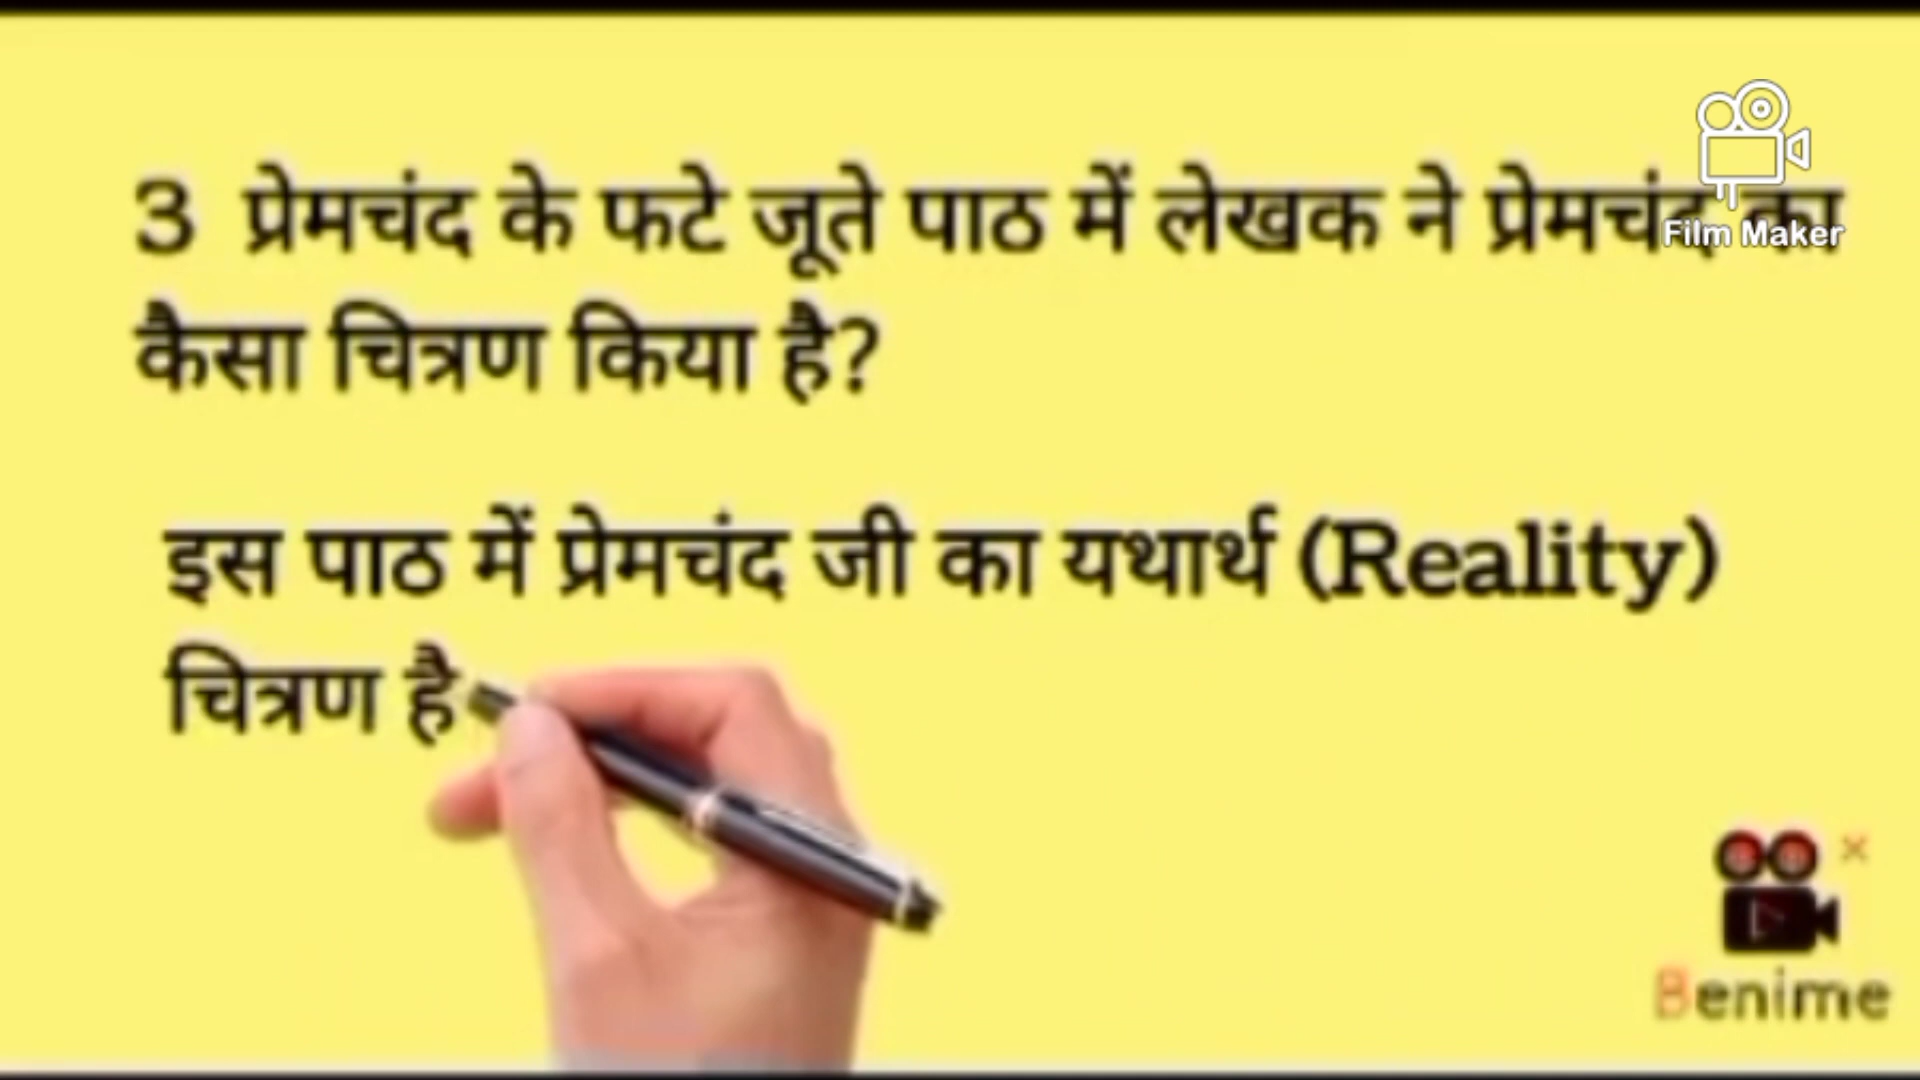 3 प्रेमचंद के फटे जूते पाठ में लेखक ने प्रेमचंद का
Film Maker
कैसा चित्रण किया है?
इस पाठ में प्रेमचंद जी का यथार्थ (Reality)
चित्रण है
Benime